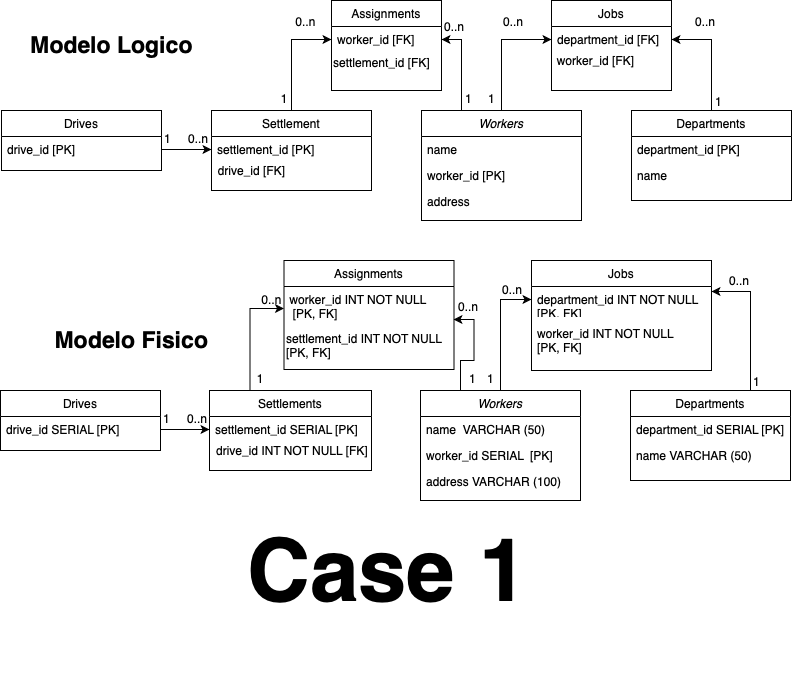 Modelo Logico
Assignments
worker_id [FK]
settlement_id [FK]
Jobs
department_id [FK]
worker_id [FK]
0..n
0..n
0..n
0..n
1
1
1
1
Drives
drive_id [PK]
1
0..n
Settlement
settlement_id [PK]
drive_id [FK]
Workers
name
worker_id [PK]
address
Departments
department_id [PK]
name
Modelo Fisico
Assignments
worker_id INT NOT NULL
[PK, FK]
settlement_id INT NOT NULL
[PK, FK]
Jobs
department_id INT NOT NULL
[PK, FK]
worker_id INT NOT NULL
[PK, FK]
0..n
0..n
0..n
0..n
1
1
1
1
Drives
drive_id SERIAL [PK]
1
0..n
Settlements
settlement_id SERIAL [PK]
drive_id INT NOT NULL [FK]
Workers
name VARCHAR (50)
worker_id SERIAL [PK]
address VARCHAR (100)
Departments
department_id SERIAL [PK]
name VARCHAR (50)
Case 1